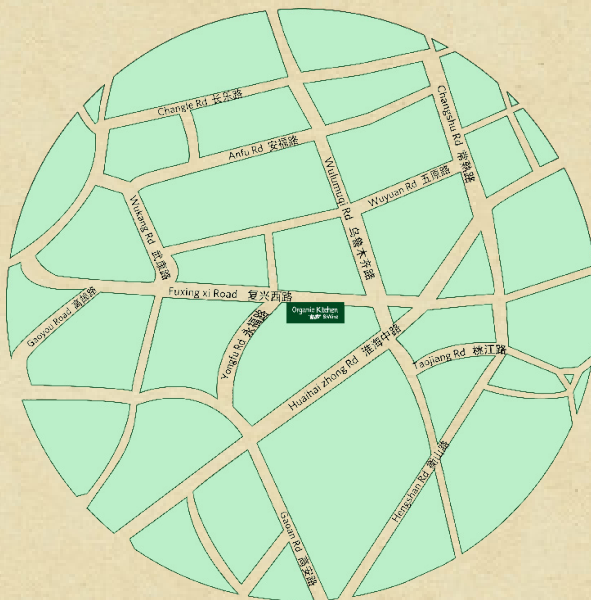 Changle Rd 长乐路
Changshu Rd 常熟路
Anfu Rd 安福路
Wulumuqi Rd 乌鲁木齐路
Wuyuan Rd 五原路
Wukang Rd 武康路
Fuxing xi Road 复兴西路
Gaoyou Road 高邮路
Organic Kitchen
Yongfu Rd 永福路
Huaihai zhong Rd 淮海中路
Taojiang Rd 桃江路
Hengshan Rd 衡山路
Gaoan Rd 高安路